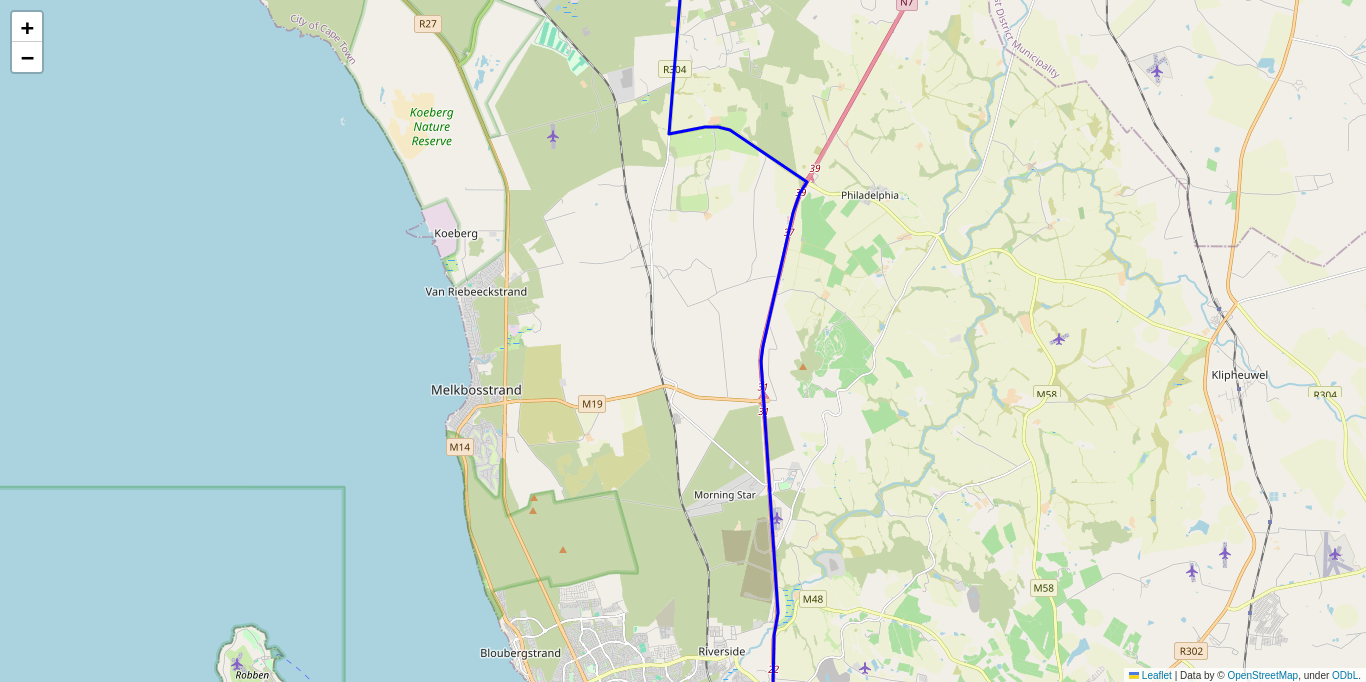 +
−
R27
N7
City of Cape Town
st District Municipality
R304
Koeberg
Nature
Reserve
39
39
Philadelphia
37
Koeberg
Van Riebeeckstrand
Melkbosstrand
31
M19
31
Klipheuwel
M58
R304
M14
Morning Star
M58
M48
Bloubergstrand
Riverside
R302
22
Robben
Leaflet | Data by © OpenStreetMap, under ODbL.